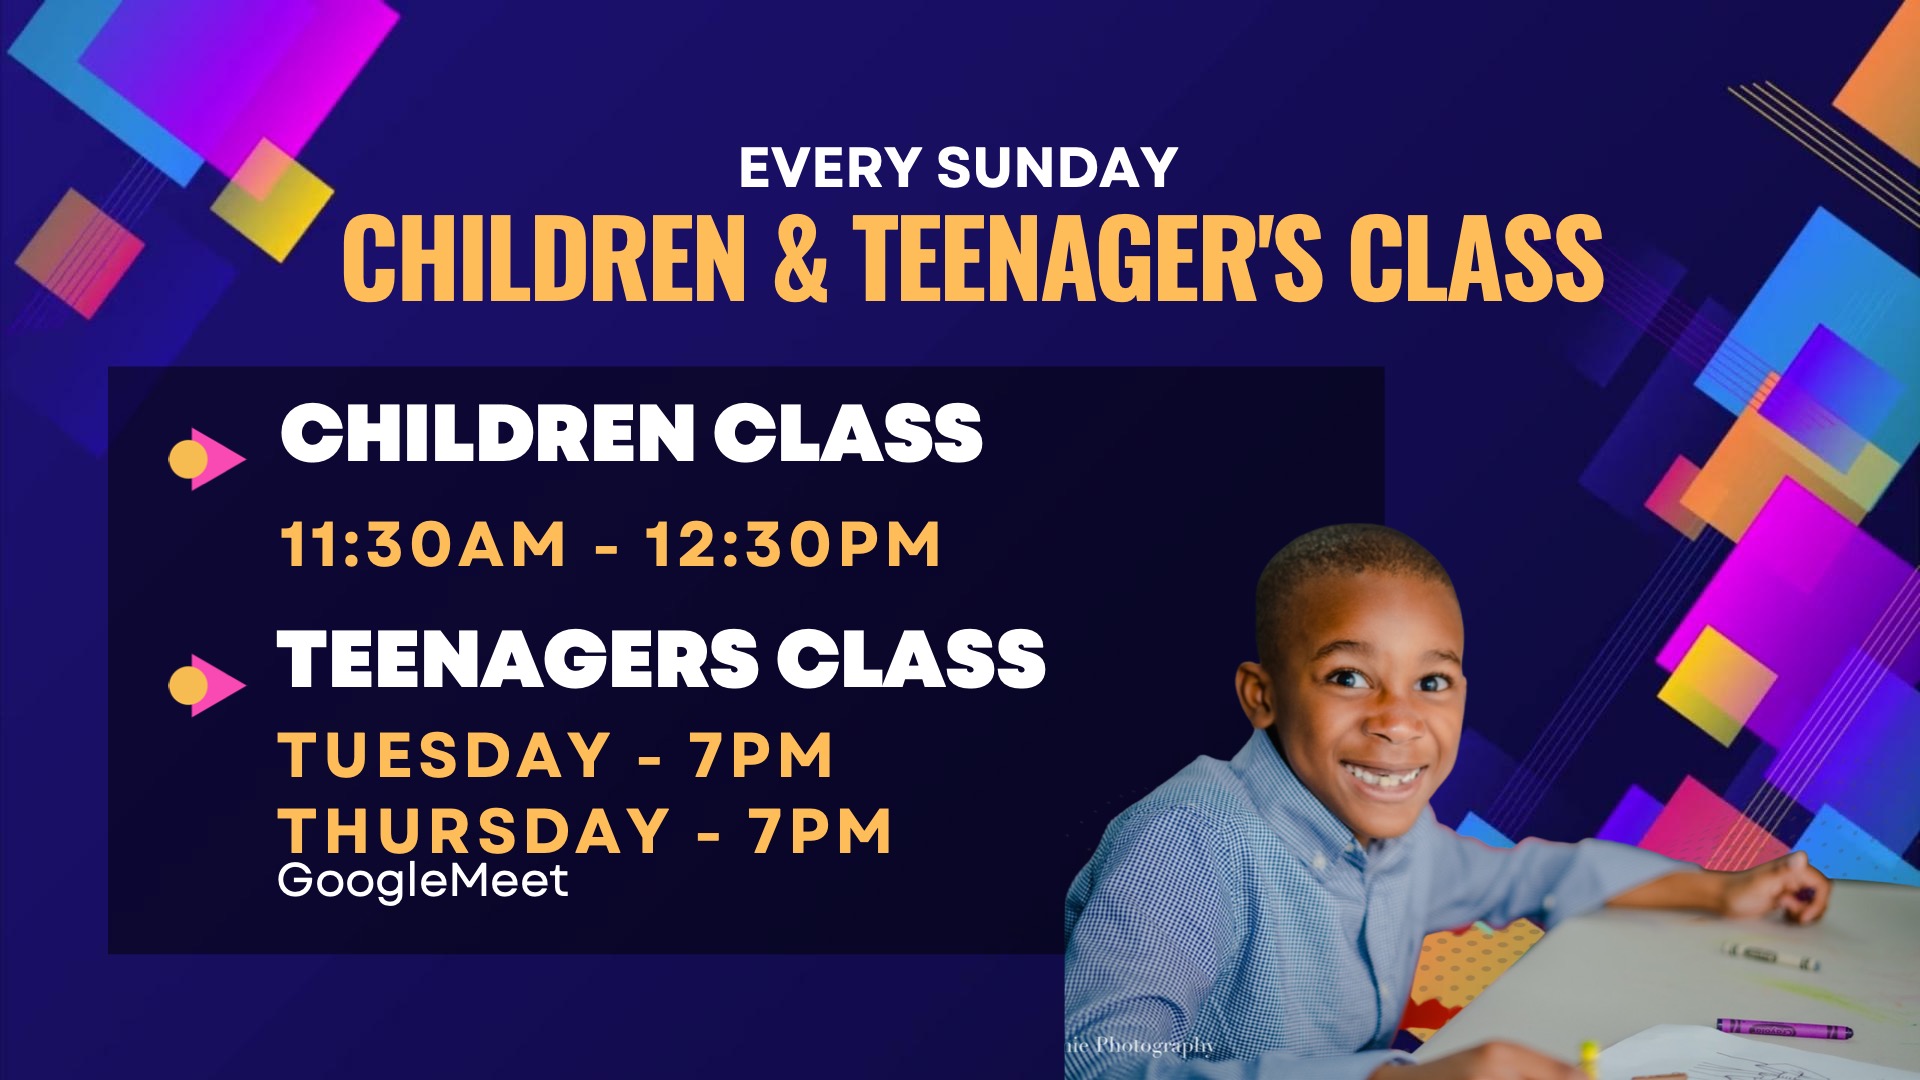 EVERY SUNDAY
CHILDREN & TEENAGER'S CLASS
CHILDREN CLASS
11:30AM - 12:30PM
TEENAGERS CLASS
TUESDAY - 7PM
THURSDAY - 7PM
GoogleMeet
Photography